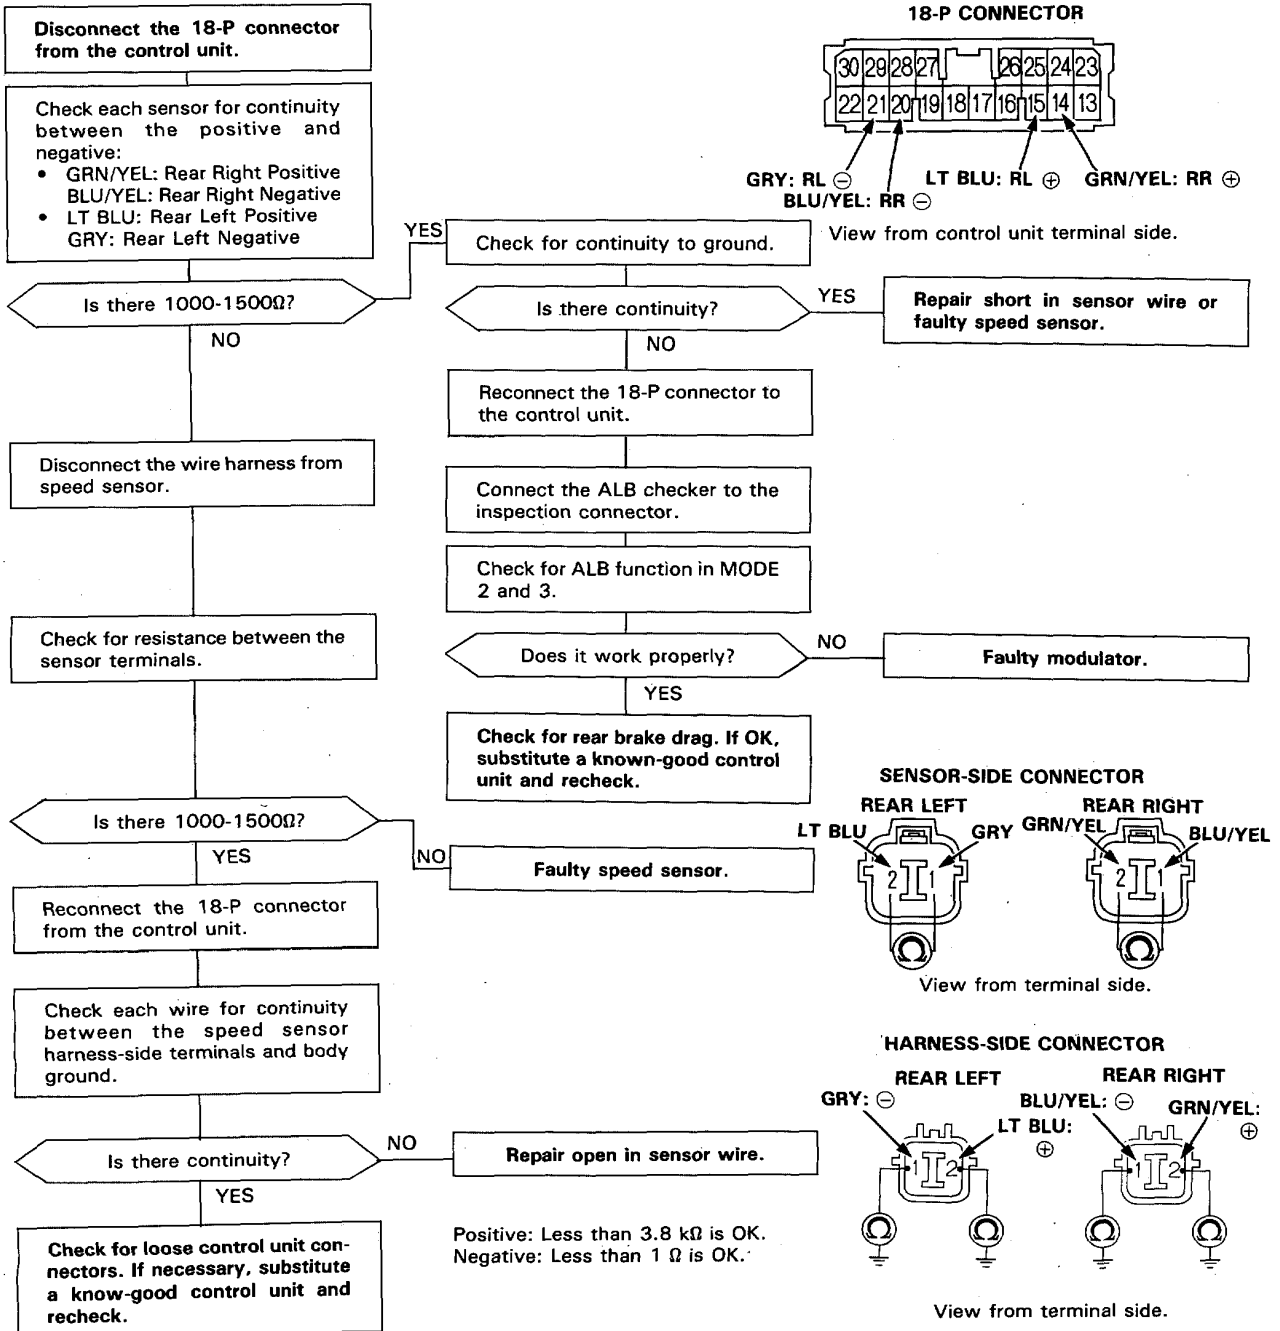 Disconnect the 18-P connector
from the control unit.
Check each sensor for continuity
between the positive and
negative:
• GRN/YEL: Rear Right Positive
BLU/YEL: Rear Right Negative
• LT BLU: Rear Left Positive
GRY: Rear Left Negative
Is there 1000-1500Ω?
YES
NO
Check for continuity to ground.
Is there continuity?
YES
Repair short in sensor wire or
faulty speed sensor.
NO
Reconnect the 18-P connector to
the control unit.
Connect the ALB checker to the
inspection connector.
Check for ALB function in MODE
2 and 3.
Does it work properly?
NO
Faulty modulator.
YES
Check for rear brake drag. If OK,
substitute a known-good control
unit and recheck.
Disconnect the wire harness from
speed sensor.
Check for resistance between the
sensor terminals.
Is there 1000-1500Ω?
NO
Faulty speed sensor.
YES
Reconnect the 18-P connector
from the control unit.
Check each wire for continuity
between the speed sensor
harness-side terminals and body
ground.
Is there continuity?
NO
Repair open in sensor wire.
YES
Check for loose control unit con-
nectors. If necessary, substitute
a know-good control unit and
recheck.
Positive: Less than 3.8 kΩ is OK.
Negative: Less than 1 Ω is OK.
18-P CONNECTOR
30 29 28 27 26 25 24 23
22 21 20 19 18 17 16 15 14 13
GRY: RL ⊖ LT BLU: RL ⊕ GRN/YEL: RR ⊕
BLU/YEL: RR ⊖
View from control unit terminal side.
SENSOR-SIDE CONNECTOR
REAR LEFT REAR RIGHT
LT BLU GRY GRN/YEL BLU/YEL
2 1 2 1
Ω Ω
View from terminal side.
HARNESS-SIDE CONNECTOR
REAR LEFT REAR RIGHT
GRY: ⊖ LT BLU: ⊕ BLU/YEL: ⊖ GRN/YEL: ⊕
1 2 1 2
Ω Ω Ω Ω
View from terminal side.